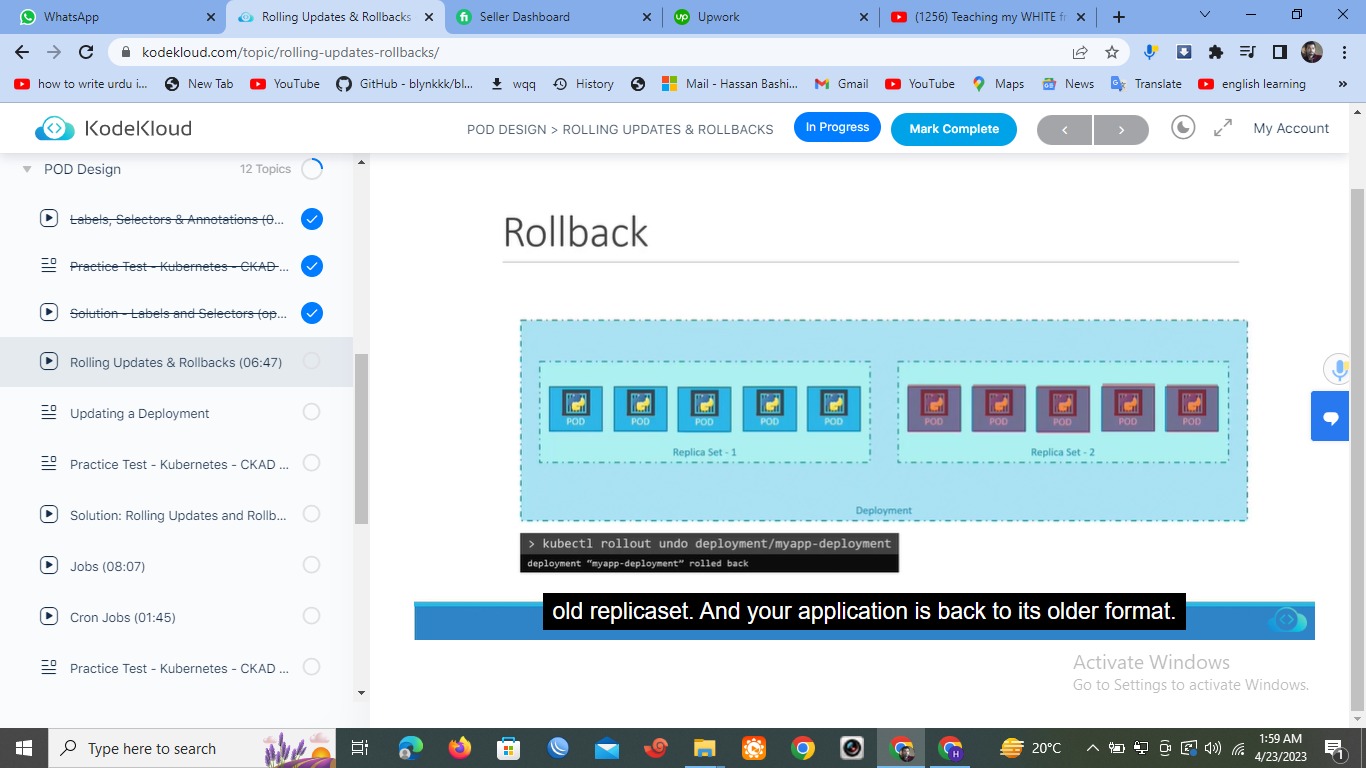 WhatsApp
Rolling Updates & Rollbacks
Seller Dashboard
Upwork
(1256) Teaching my WHITE fr
kodekloud.com/topic/rolling-updates-rollbacks/
how to write urdu i...
New Tab
YouTube
GitHub - blynkkk/bl...
wqq
History
Mail - Hassan Bashi...
Gmail
YouTube
Maps
News
Translate
english learning
»
KodeKloud
POD DESIGN > ROLLING UPDATES & ROLLBACKS
In Progress
Mark Complete
My Account
POD Design
12 Topics
Labels, Selectors & Annotations (0...
Practice Test - Kubernetes - CKAD ...
Solution - Labels and Selectors (op...
Rolling Updates & Rollbacks (06:47)
Updating a Deployment
Practice Test - Kubernetes - CKAD ...
Solution: Rolling Updates and Rollb...
Jobs (08:07)
Cron Jobs (01:45)
Practice Test - Kubernetes - CKAD ...
Rollback
POD POD POD POD POD
Replica Set - 1
POD POD POD POD POD
Replica Set - 2
Deployment
> kubectl rollout undo deployment/myapp-deployment
deployment "myapp-deployment" rolled back
old replicaset. And your application is back to its older format.
Activate Windows
Go to Settings to activate Windows.
Type here to search
20°C
1:59 AM
4/23/2023
1